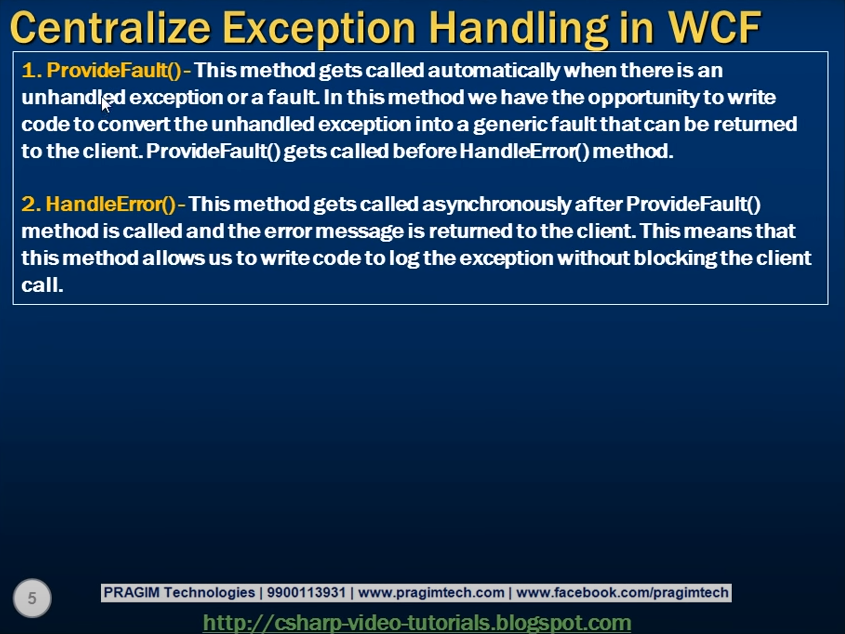 Centralize Exception Handling in WCF
1. ProvideFault() - This method gets called automatically when there is an
unhandled exception or a fault. In this method we have the opportunity to write
code to convert the unhandled exception into a generic fault that can be returned
to the client. ProvideFault() gets called before HandleError() method.
2. HandleError() - This method gets called asynchronously after ProvideFault()
method is called and the error message is returned to the client. This means that
this method allows us to write code to log the exception without blocking the client
call.
5
PRAGIM Technologies | 9900113931 | www.pragimtech.com | www.facebook.com/pragimtech
http://csharp-video-tutorials.blogspot.com